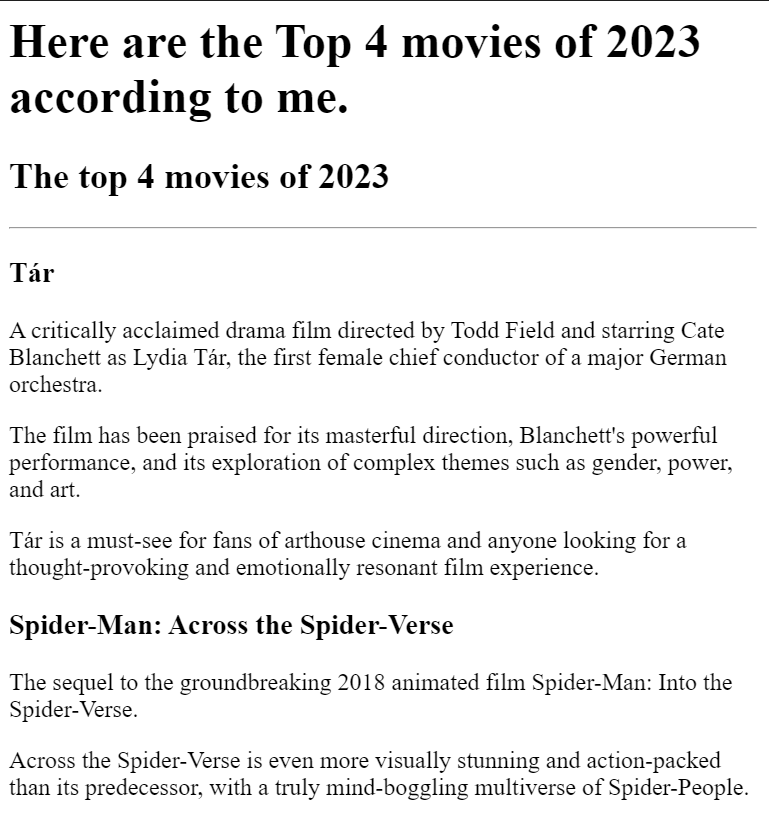 Here are the Top 4 movies of 2023
according to me.
The top 4 movies of 2023
Tár
A critically acclaimed drama film directed by Todd Field and starring Cate
Blanchett as Lydia Tár, the first female chief conductor of a major German
orchestra.
The film has been praised for its masterful direction, Blanchett's powerful
performance, and its exploration of complex themes such as gender, power,
and art.
Tár is a must-see for fans of arthouse cinema and anyone looking for a
thought-provoking and emotionally resonant film experience.
Spider-Man: Across the Spider-Verse
The sequel to the groundbreaking 2018 animated film Spider-Man: Into the
Spider-Verse.
Across the Spider-Verse is even more visually stunning and action-packed
than its predecessor, with a truly mind-boggling multiverse of Spider-People.